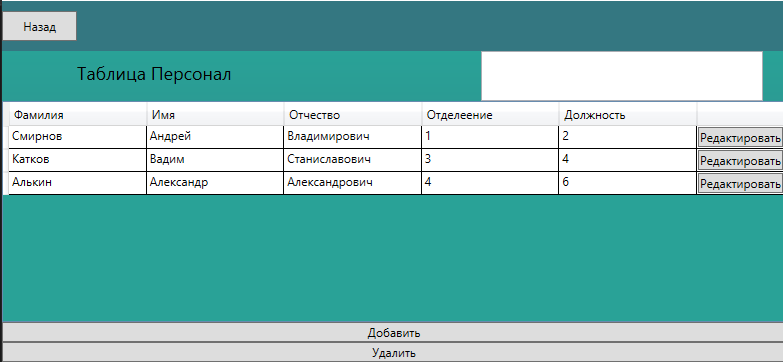 Назад
Таблица Персонал
Фамилия Имя Отчество Отделеение Должность
Смирнов Андрей Владимирович 1 2 Редактировать
Катков Вадим Станиславович 3 4 Редактировать
Алькин Александр Александрович 4 6 Редактировать
Добавить
Удалить